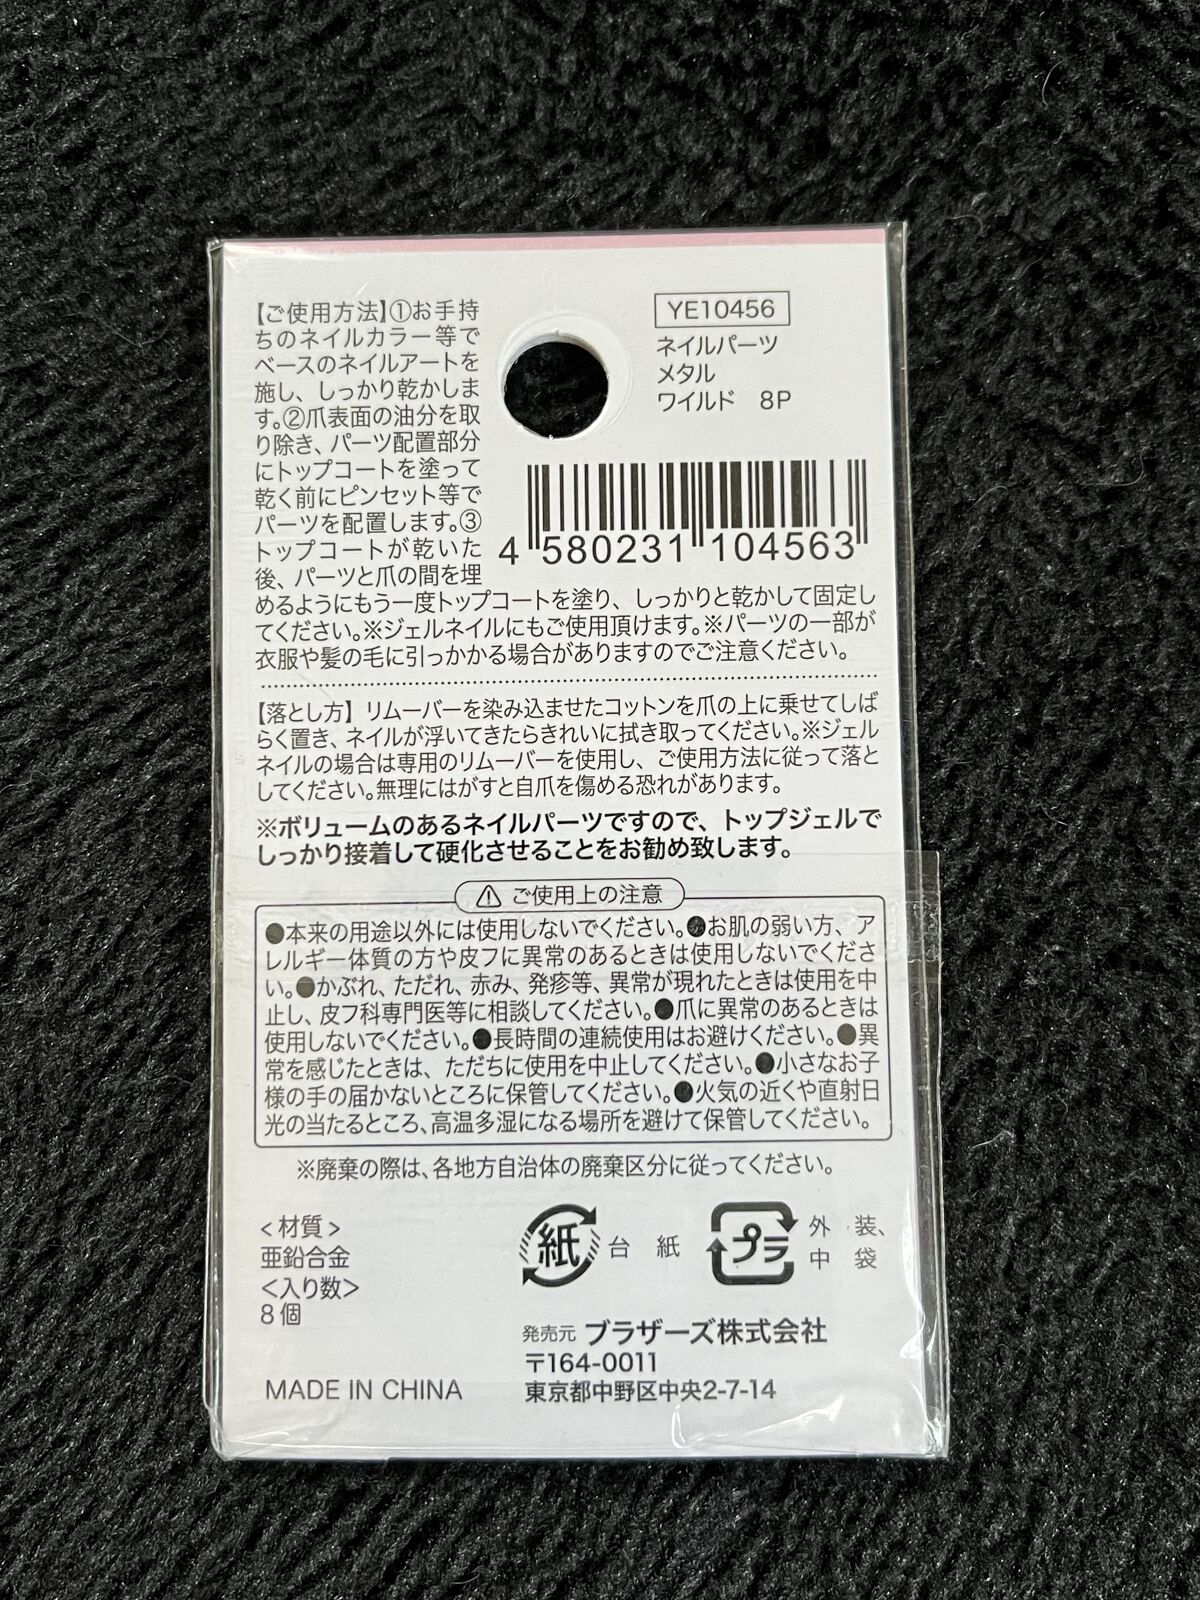 【ご使用方法】①お手持
ちのネイルカラー等で
ベースのネイルアートを
施し、しっかり乾かしま
す。②爪表面の油分を取
り除き、パーツ配置部分
にトップコートを塗って
乾く前にピンセット等で
パーツを配置します。③
トップコートが乾いた
後、パーツと爪の間を埋
めるようにもう一度トップコートを塗り、しっかりと乾かして固定し
てください。※ジェルネイルにもご使用頂けます。※パーツの一部が
衣服や髪の毛に引っかかる場合がありますのでご注意ください。
YE10456
ネイルパーツ
メタル
ワイルド 8P
4 580231 104563
【落とし方】リムーバーを染み込ませたコットンを爪の上に乗せてしば
らく置き、ネイルが浮いてきたらきれいに拭き取ってください。※ジェル
ネイルの場合は専用のリムーバーを使用し、ご使用方法に従って落と
してください。無理にはがすと自爪を傷める恐れがあります。
※ボリュームのあるネイルパーツですので、トップジェルで
しっかり接着して硬化させることをお勧め致します。
⚠ ご使用上の注意
●本来の用途以外には使用しないでください。●お肌の弱い方、ア
レルギー体質の方や皮フに異常のあるときは使用しないでくださ
い。●かぶれ、ただれ、赤み、発疹等、異常が現れたときは使用を中
止し、皮フ科専門医等に相談してください。●爪に異常のあるときは
使用しないでください。●長時間の連続使用はお避けください。●異
常を感じたときは、ただちに使用を中止してください。●小さなお子
様の手の届かないところに保管してください。●火気の近くや直射日
光の当たるところ、高温多湿になる場所を避けて保管してください。
※廃棄の際は、各地方自治体の廃棄区分に従ってください。
<材質>
亜鉛合金
<入り数>
8個
MADE IN CHINA
紙 台紙
プラ 外装、
中袋
発売元 ブラザーズ株式会社
〒164-0011
東京都中野区中央2-7-14